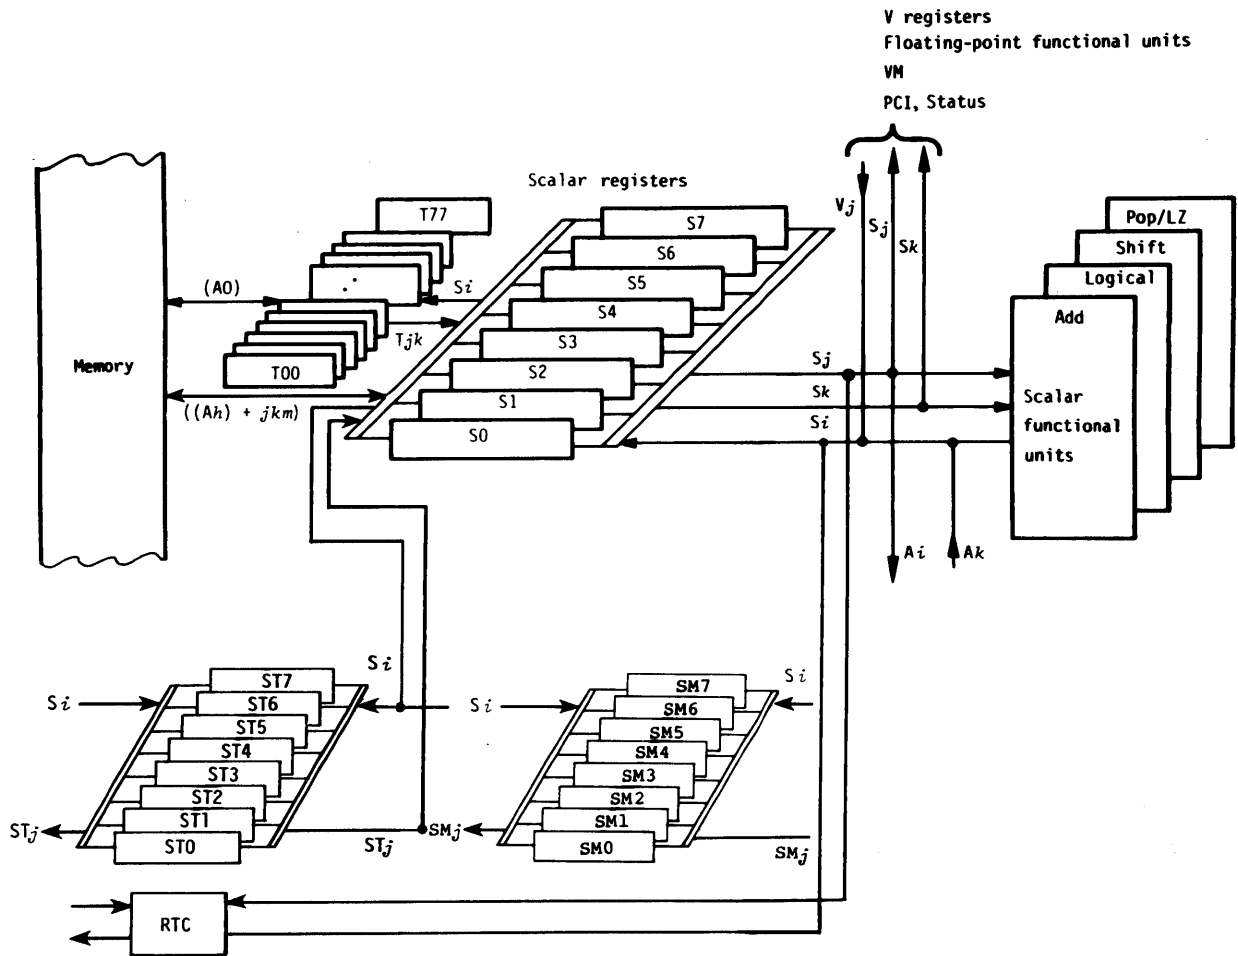 V registers
Floating-point functional units
VM
PCI, Status
Scalar registers
T77
S7
S6
S5
S4
S3
S2
S1
S0
Vj
Sj
Sk
Pop/LZ
Shift
Logical
Add
Scalar
functional
units
(A0)
Si
Tjk
T00
Memory
((Ah) + jkm)
Sj
Sk
Si
Ai
Ak
Si
Si
ST7
ST6
ST5
ST4
ST3
ST2
ST1
ST0
STj
STj
Si
Si
SM7
SM6
SM5
SM4
SM3
SM2
SM1
SM0
SMj
SMj
RTC